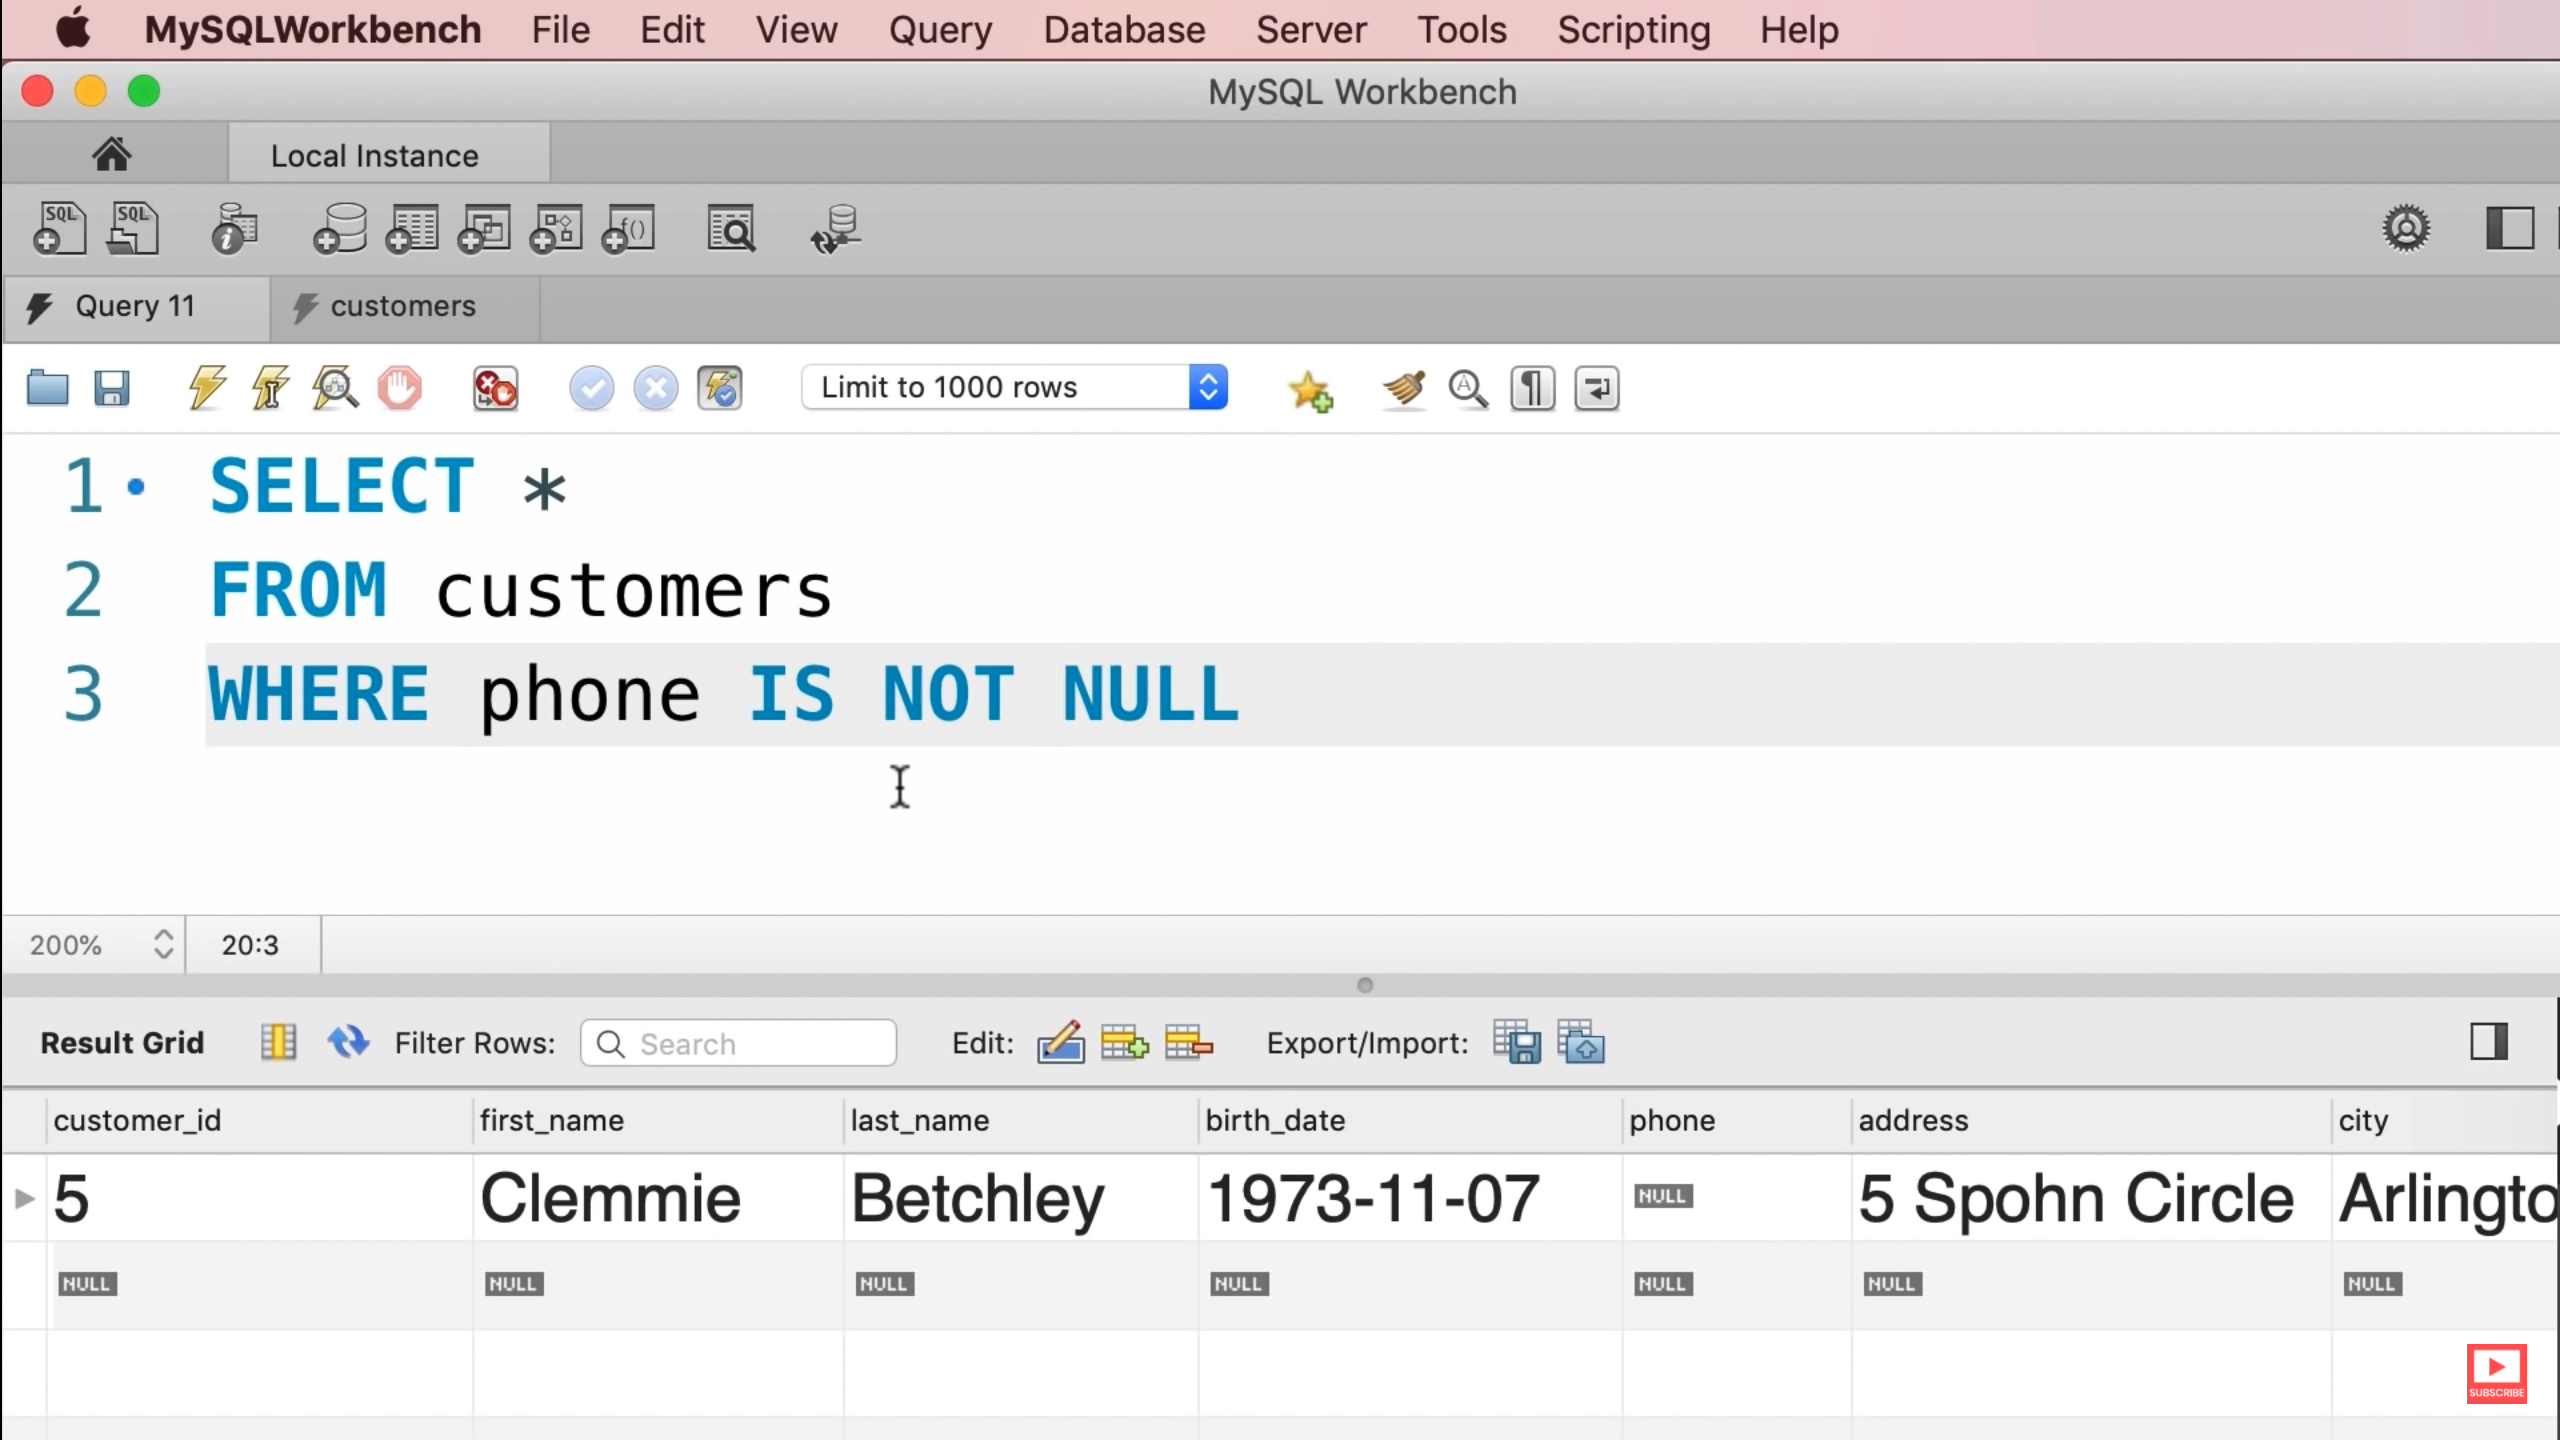 MySQLWorkbench File Edit View Query Database Server Tools Scripting Help
MySQL Workbench
Local Instance
SQL SQL f()
Query 11 customers
Limit to 1000 rows
1 SELECT *
2 FROM customers
3 WHERE phone IS NOT NULL
200% 20:3
Result Grid Filter Rows: Search Edit: Export/Import:
customer_id first_name last_name birth_date phone address city
5 Clemmie Betchley 1973-11-07 NULL 5 Spohn Circle Arlingto
NULL NULL NULL NULL NULL NULL NULL
SUBSCRIBE